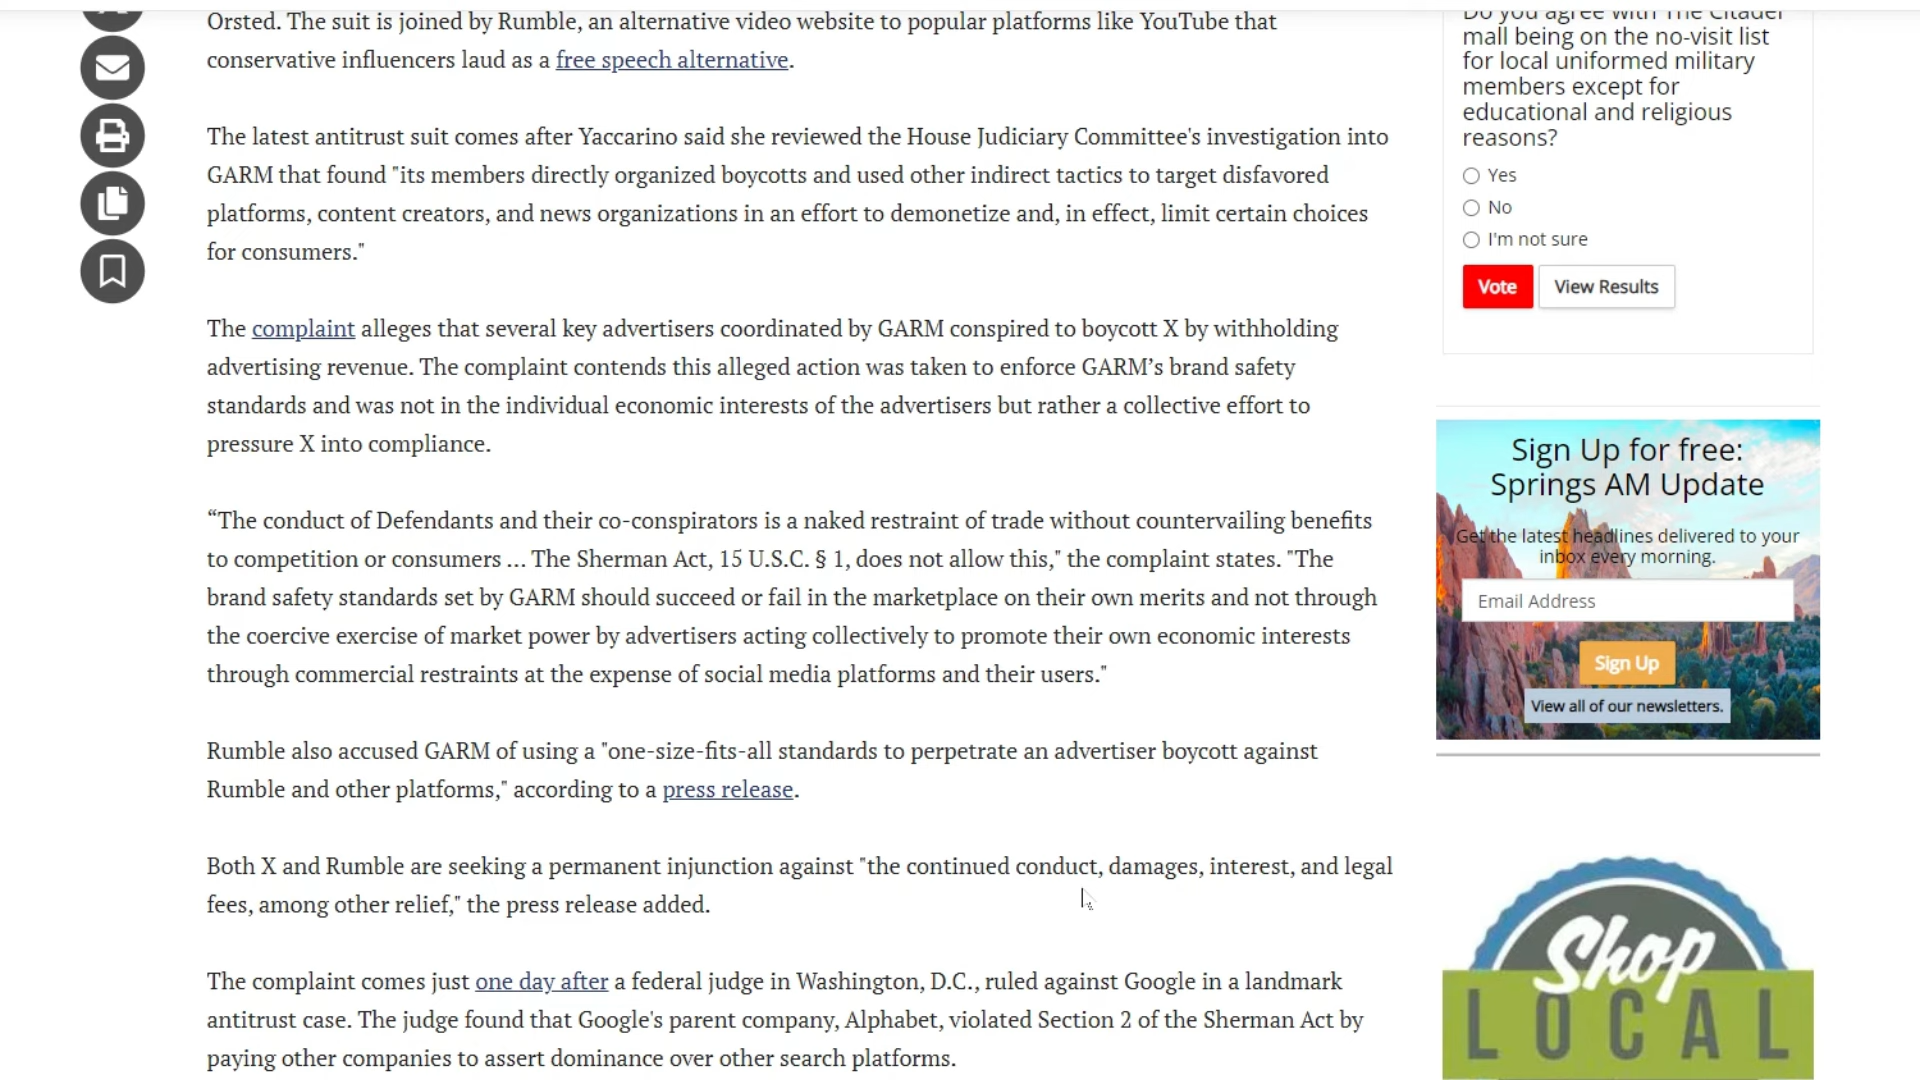 Orsted. The suit is joined by Rumble, an alternative video website to popular platforms like YouTube that
conservative influencers laud as a free speech alternative.
The latest antitrust suit comes after Yaccarino said she reviewed the House Judiciary Committee's investigation into
GARM that found "its members directly organized boycotts and used other indirect tactics to target disfavored
platforms, content creators, and news organizations in an effort to demonetize and, in effect, limit certain choices
for consumers."
The complaint alleges that several key advertisers coordinated by GARM conspired to boycott X by withholding
advertising revenue. The complaint contends this alleged action was taken to enforce GARM’s brand safety
standards and was not in the individual economic interests of the advertisers but rather a collective effort to
pressure X into compliance.
“The conduct of Defendants and their co-conspirators is a naked restraint of trade without countervailing benefits
to competition or consumers ... The Sherman Act, 15 U.S.C. § 1, does not allow this," the complaint states. "The
brand safety standards set by GARM should succeed or fail in the marketplace on their own merits and not through
the coercive exercise of market power by advertisers acting collectively to promote their own economic interests
through commercial restraints at the expense of social media platforms and their users."
Rumble also accused GARM of using a "one-size-fits-all standards to perpetrate an advertiser boycott against
Rumble and other platforms," according to a press release.
Both X and Rumble are seeking a permanent injunction against "the continued conduct, damages, interest, and legal
fees, among other relief," the press release added.
The complaint comes just one day after a federal judge in Washington, D.C., ruled against Google in a landmark
antitrust case. The judge found that Google's parent company, Alphabet, violated Section 2 of the Sherman Act by
paying other companies to assert dominance over other search platforms.
Do you agree with The Citadel
mall being on the no-visit list
for local uniformed military
members except for
educational and religious
reasons?
Yes
No
I'm not sure
Vote
View Results
Sign Up for free:
Springs AM Update
Get the latest headlines delivered to your
inbox every morning.
Email Address
Sign Up
View all of our newsletters.
Shop
LOCAL